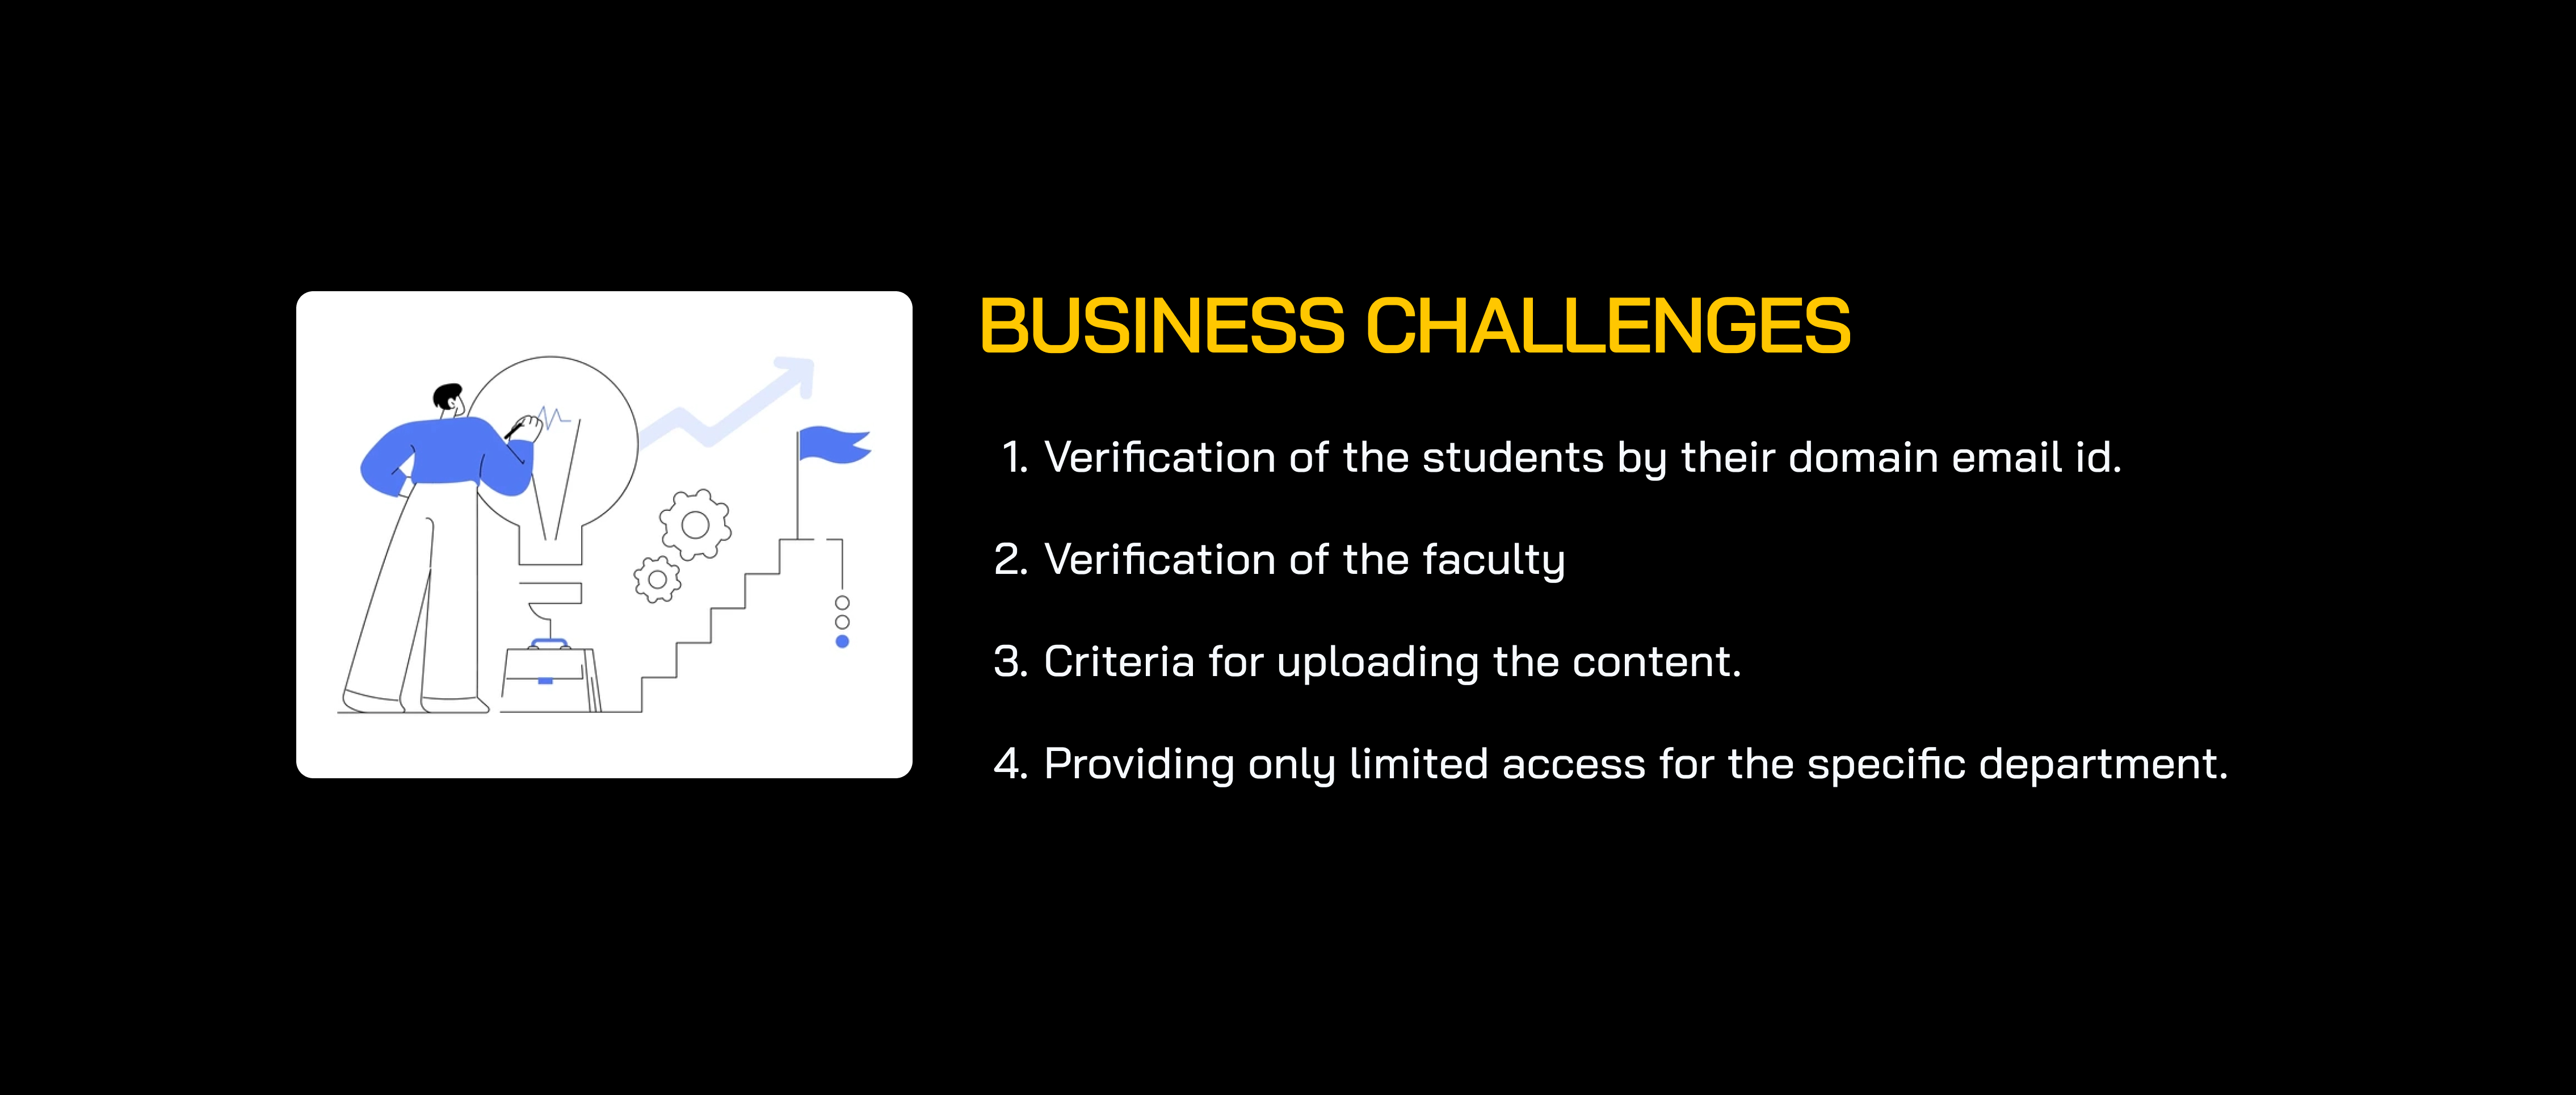 BUSINESS CHALLENGES
1. Verification of the students by their domain email id.
2. Verification of the faculty
3. Criteria for uploading the content.
4. Providing only limited access for the specific department.